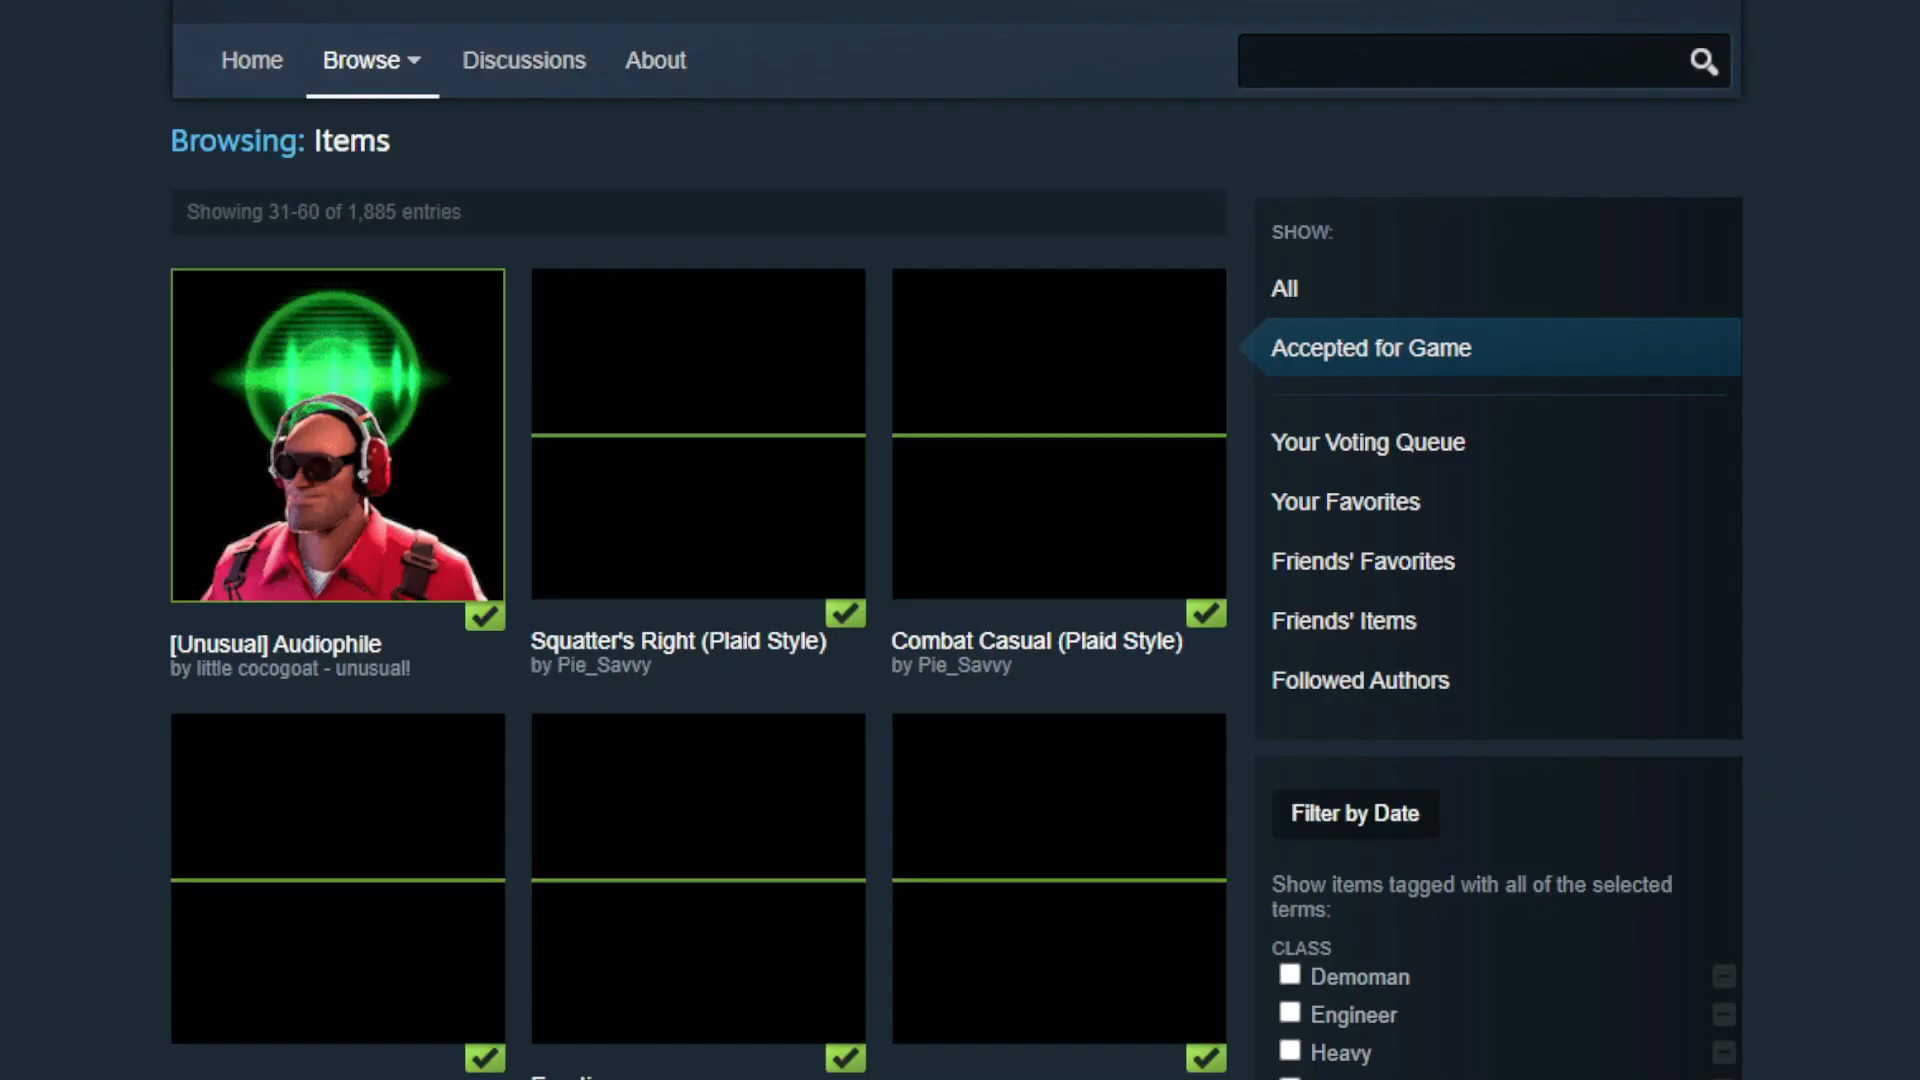 Home Browse Discussions About
Browsing: Items
Showing 31-60 of 1,885 entries
[Unusual] Audiophile
by little cocogoat - unusual!
Squatter's Right (Plaid Style)
by Pie_Savvy
Combat Casual (Plaid Style)
by Pie_Savvy
SHOW:
All
Accepted for Game
Your Voting Queue
Your Favorites
Friends' Favorites
Friends' Items
Followed Authors
Filter by Date
Show items tagged with all of the selected
terms:
CLASS
Demoman
Engineer
Heavy